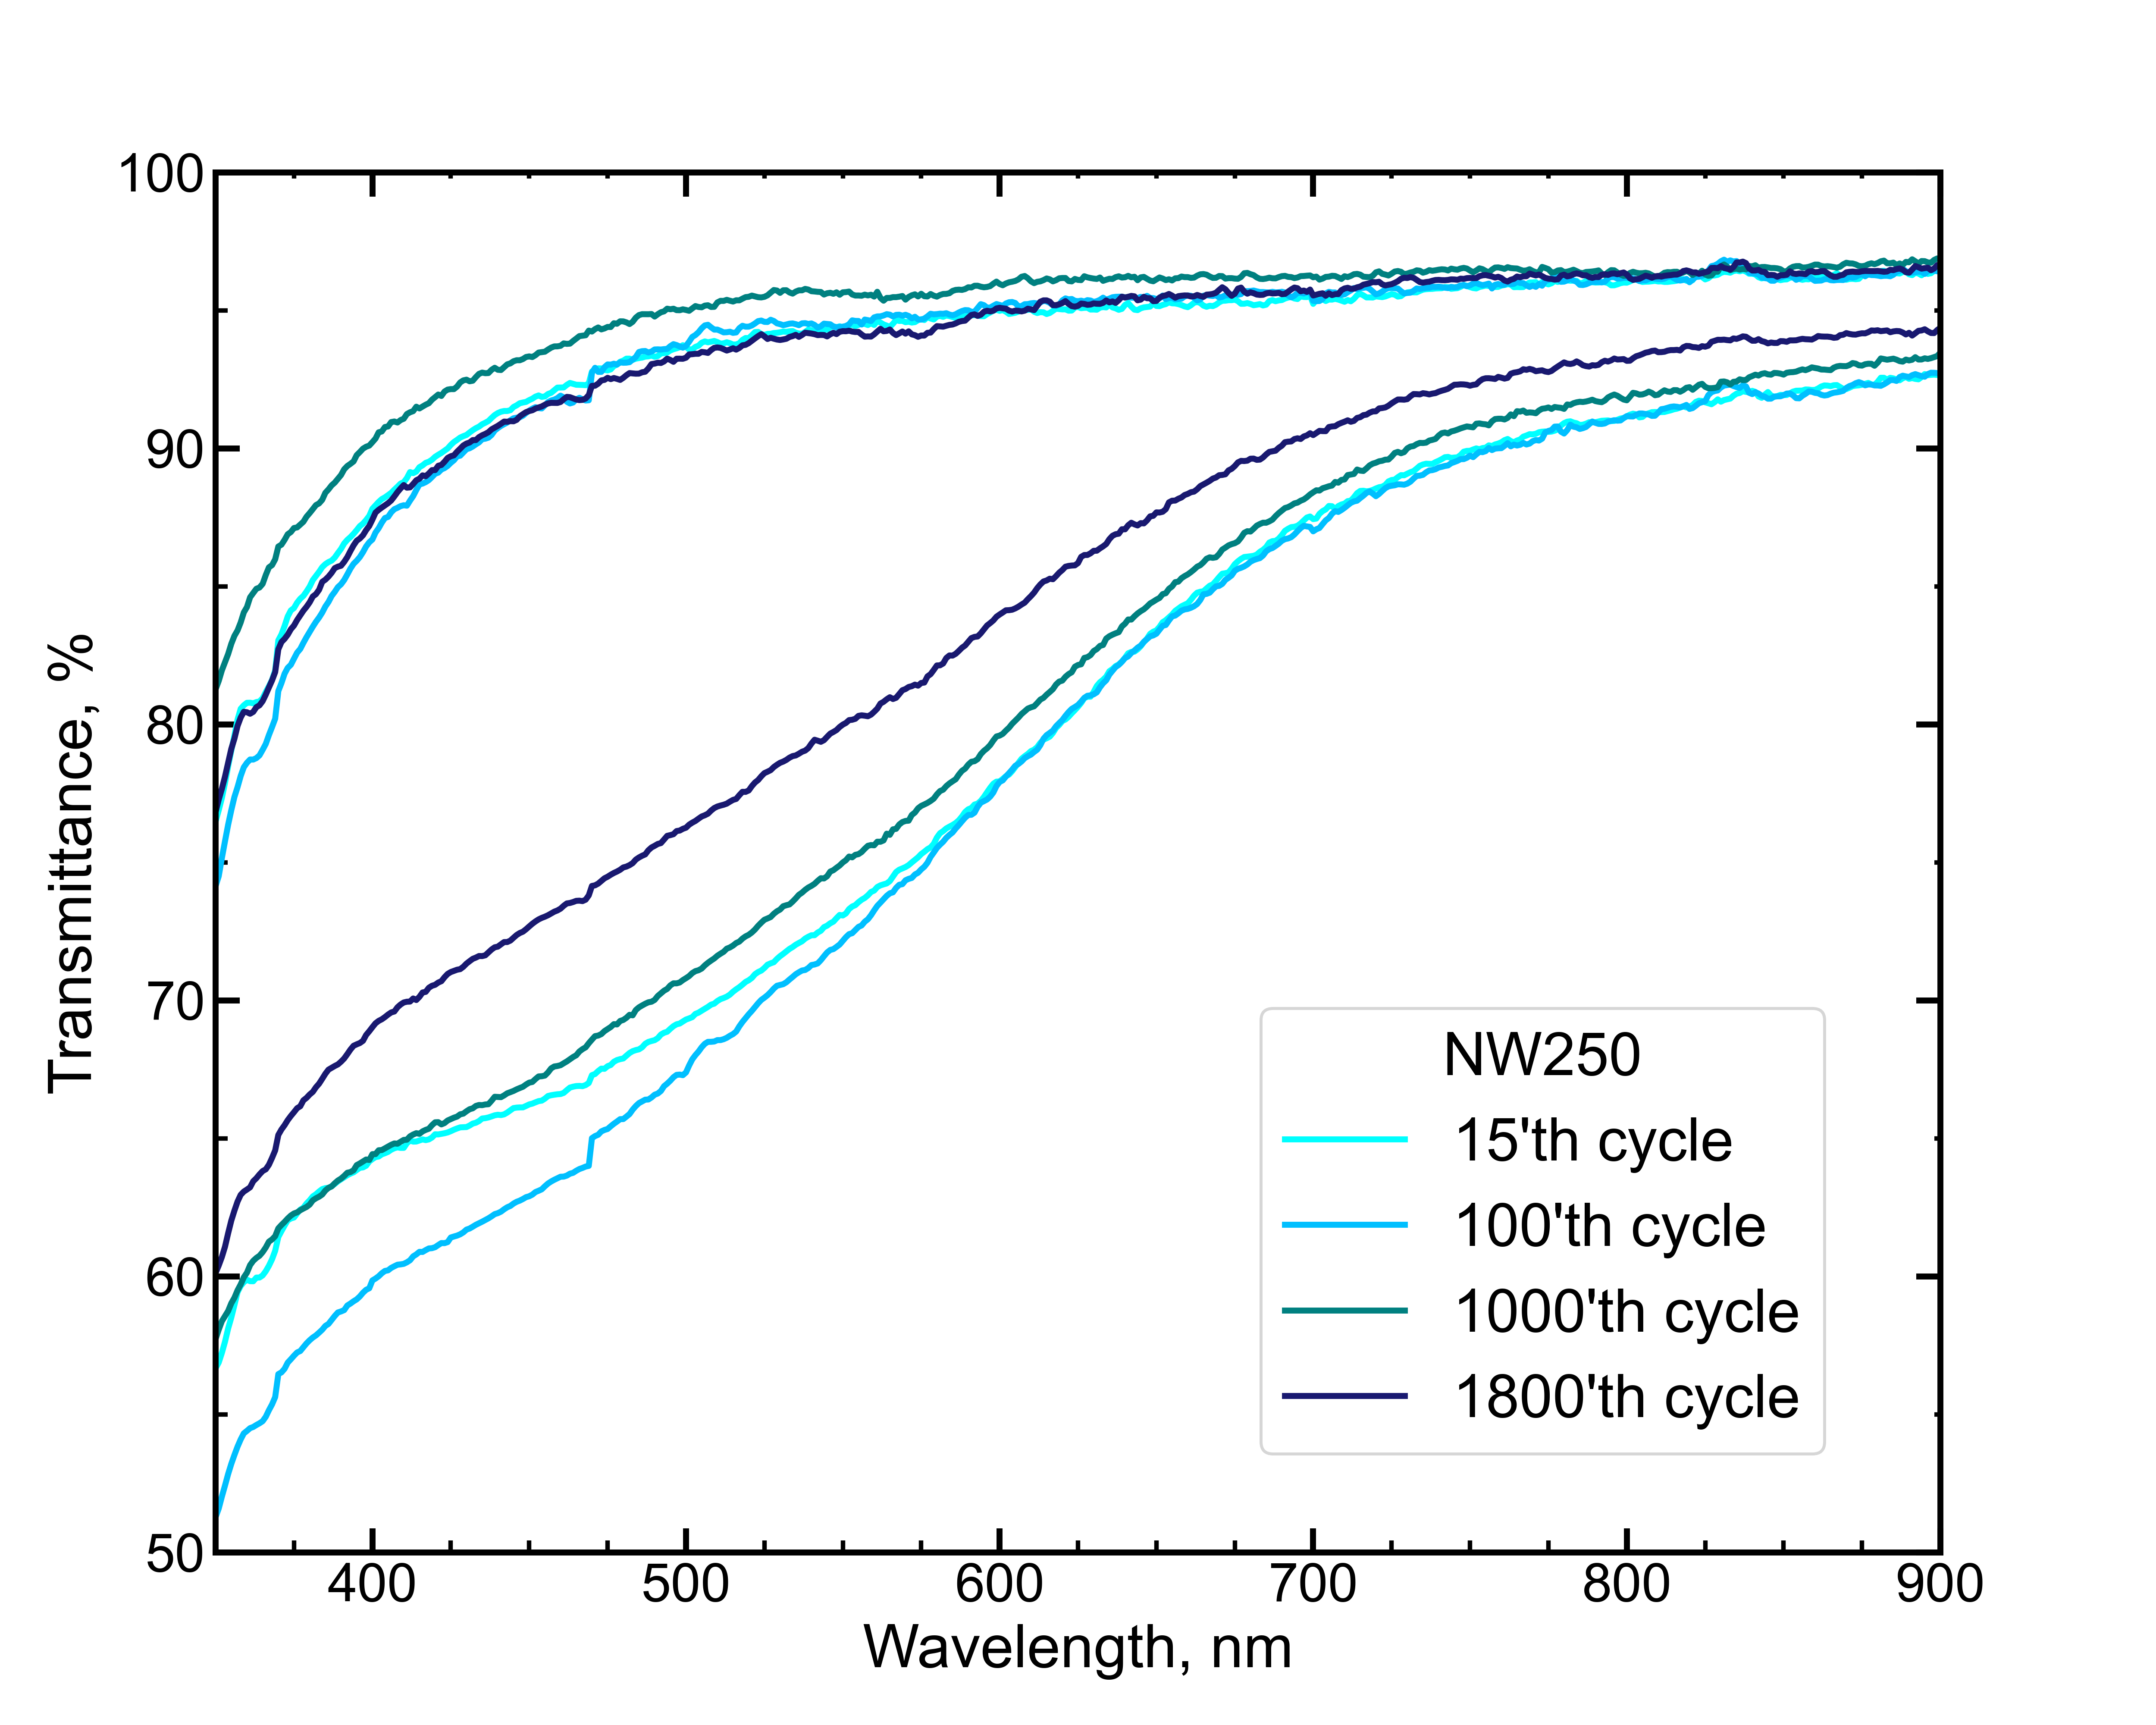 100
90
80
70
60
50
Transmittance, %
400 500 600 700 800 900
Wavelength, nm
NW250
15'th cycle
100'th cycle
1000'th cycle
1800'th cycle